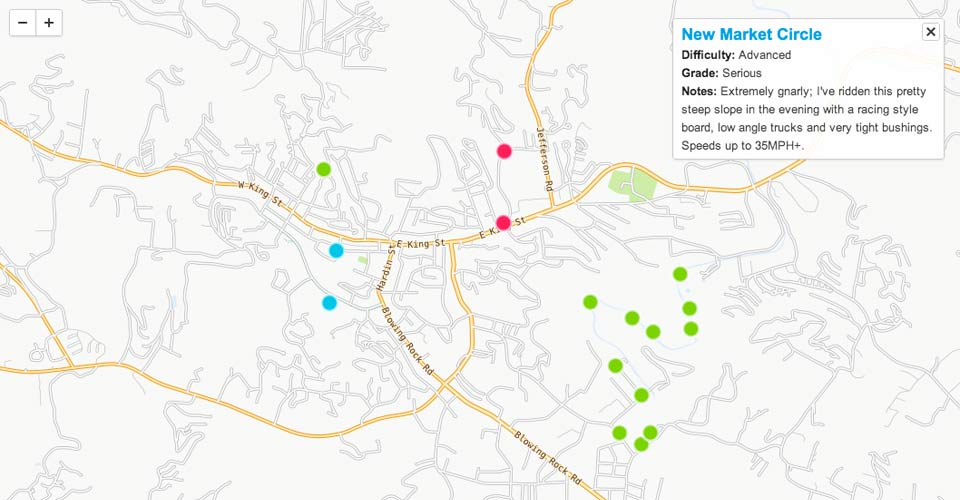 − +
New Market Circle ×
Difficulty: Advanced
Grade: Serious
Notes: Extremely gnarly; I've ridden this pretty
steep slope in the evening with a racing style
board, low angle trucks and very tight bushings.
Speeds up to 35MPH+.
Jefferson Rd
W King St
E King St
Hardin St
Blowing Rock Rd
Blowing Rock Rd